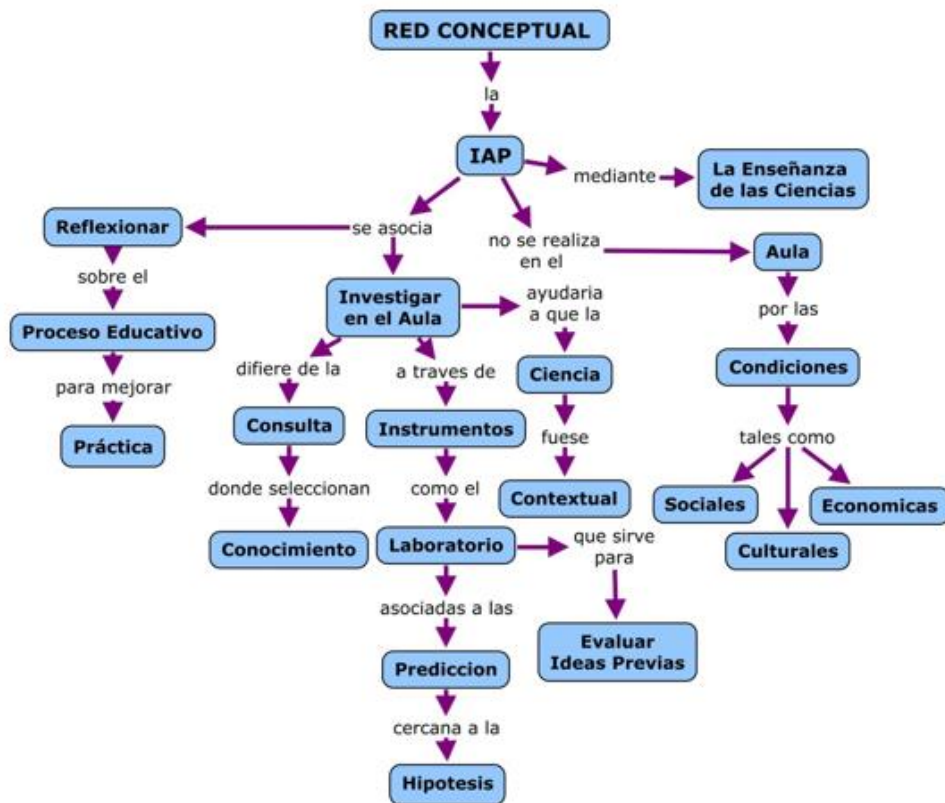 RED CONCEPTUAL
la
IAP
mediante
La Enseñanza
de las Ciencias
se asocia
Reflexionar
sobre el
Proceso Educativo
para mejorar
Práctica
Investigar
en el Aula
difiere de la
Consulta
donde seleccionan
Conocimiento
a traves de
Instrumentos
como el
Laboratorio
asociadas a las
Prediccion
cercana a la
Hipotesis
que sirve
para
Evaluar
Ideas Previas
ayudaria
a que la
Ciencia
fuese
Contextual
no se realiza
en el
Aula
por las
Condiciones
tales como
Sociales
Culturales
Economicas